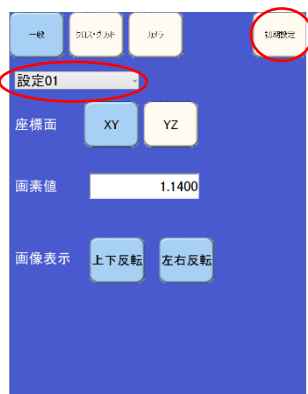 一般 クロス・グリッド カメラ 初期設定
設定01
座標面 XY YZ
画素値 1.1400
画像表示 上下反転 左右反転